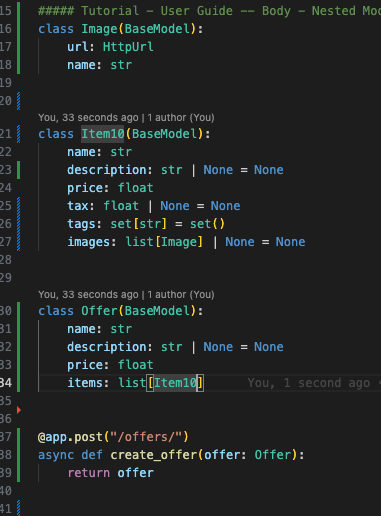 15 ##### Tutorial - User Guide -- Body - Nested Mod
16 class Image(BaseModel):
17 url: HttpUrl
18 name: str
19
20
You, 33 seconds ago | 1 author (You)
21 class Item10(BaseModel):
22 name: str
23 description: str | None = None
24 price: float
25 tax: float | None = None
26 tags: set[str] = set()
27 images: list[Image] | None = None
28
29
You, 33 seconds ago | 1 author (You)
30 class Offer(BaseModel):
31 name: str
32 description: str | None = None
33 price: float
34 items: list[Item10] You, 1 second ago •
35
36
37 @app.post("/offers/")
38 async def create_offer(offer: Offer):
39 return offer
40
41